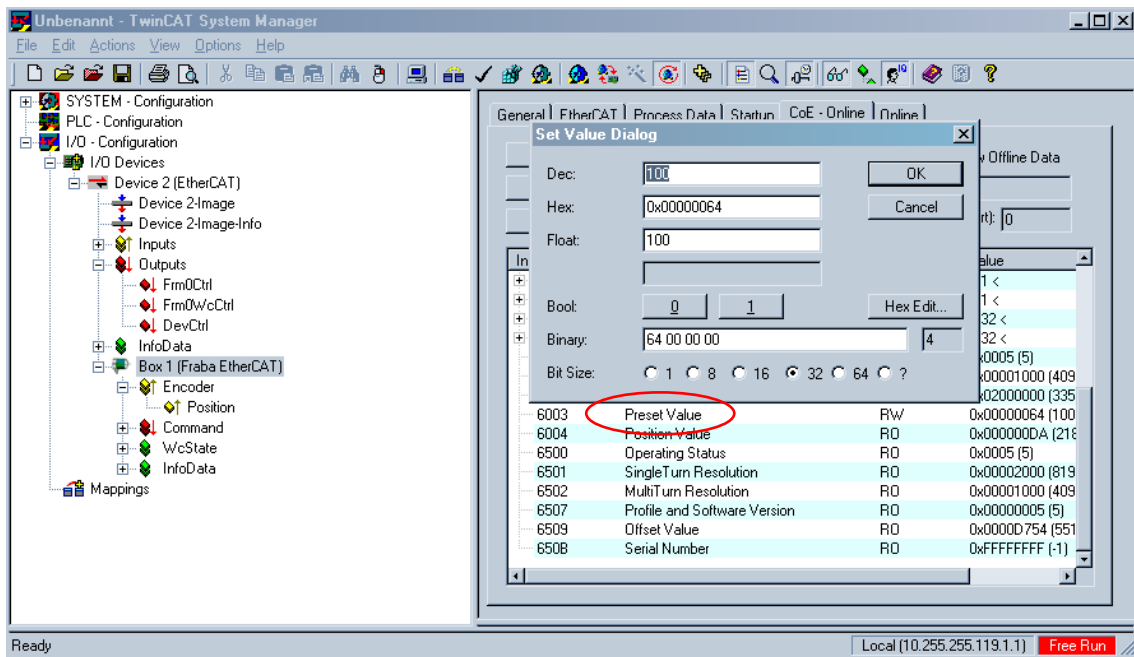 Unbenannt - TwinCAT System Manager
File Edit Actions View Options Help
SYSTEM - Configuration
PLC - Configuration
I/O - Configuration
I/O Devices
Device 2 (EtherCAT)
Device 2-Image
Device 2-Image-Info
Inputs
Outputs
Frm0Ctrl
Frm0WcCtrl
DevCtrl
InfoData
Box 1 (Fraba EtherCAT)
Encoder
Position
Command
WcState
InfoData
Mappings
General EtherCAT Process Data Startup CoE - Online Online
Set Value Dialog
Offline Data
Dec: 100 OK
Hex: 0x00000064 Cancel
0
Float: 100
In
Bool: 0 1 Hex Edit...
1 <
1 <
32 <
32 <
Binary: 64 00 00 00 4
Bit Size: 1 8 16 32 64 ?
0005 (5)
00001000 (409
02000000 (335
6003 Preset Value RW 0x00000064 (100
6004 Position Value RO 0x000000DA (218
6500 Operating Status RO 0x0005 (5)
6501 SingleTurn Resolution RO 0x00002000 (819
6502 MultiTurn Resolution RO 0x00001000 (409
6507 Profile and Software Version RO 0x00000005 (5)
6509 Offset Value RO 0x0000D754 (551
650B Serial Number RO 0xFFFFFFFF (-1)
Ready Local (10.255.255.119.1.1) Free Run